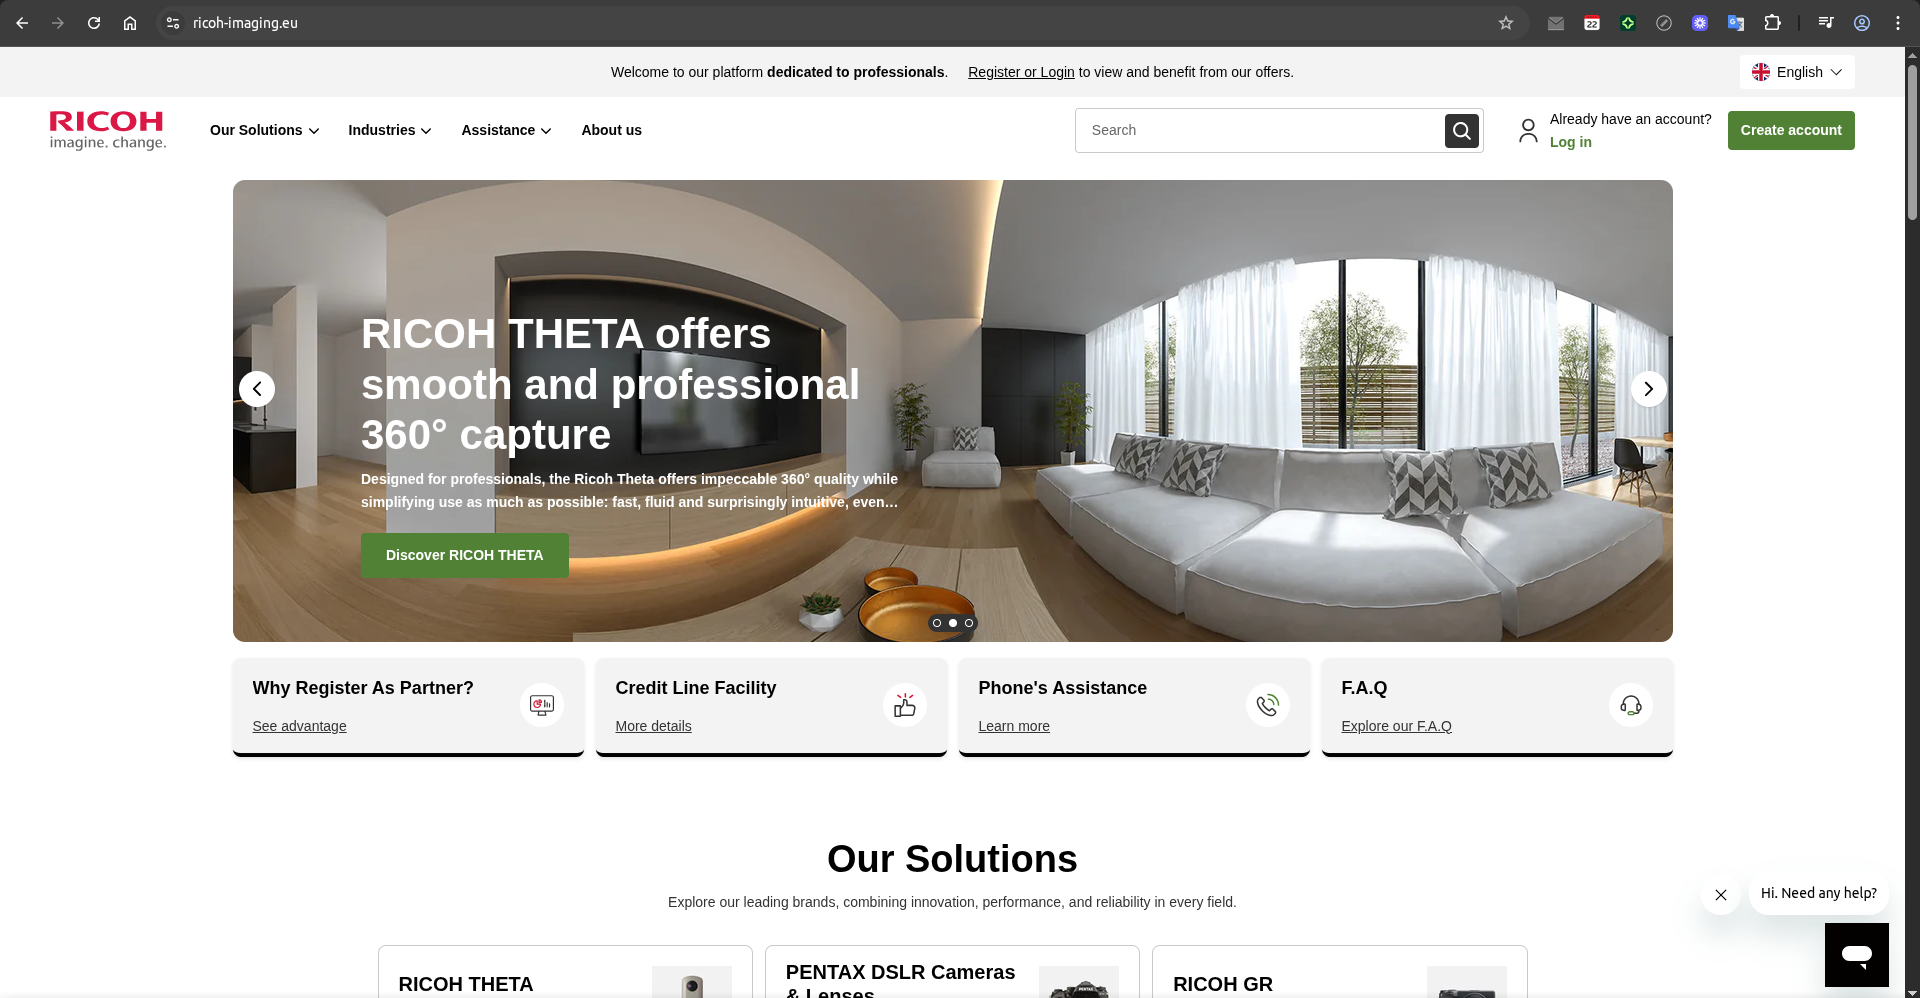 ricoh-imaging.eu
22
Welcome to our platform dedicated to professionals. Register or Login to view and benefit from our offers.
English
RICOH
imagine. change.
Our Solutions
Industries
Assistance
About us
Search
Already have an account?
Log in
Create account
RICOH THETA offers
smooth and professional
360° capture
Designed for professionals, the Ricoh Theta offers impeccable 360° quality while
simplifying use as much as possible: fast, fluid and surprisingly intuitive, even…
Discover RICOH THETA
Why Register As Partner?
See advantage
Credit Line Facility
More details
Phone's Assistance
Learn more
F.A.Q
Explore our F.A.Q
Our Solutions
Explore our leading brands, combining innovation, performance, and reliability in every field.
Hi. Need any help?
RICOH THETA
PENTAX DSLR Cameras
& Lenses
PENTAX
RICOH GR